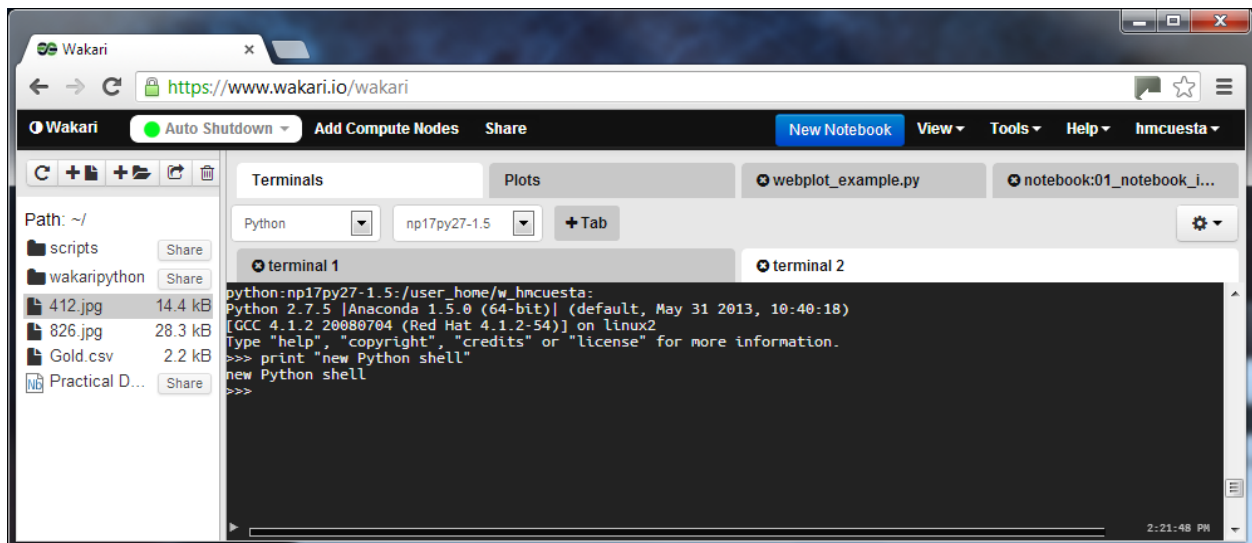 Wakari
https://www.wakari.io/wakari
Wakari Auto Shutdown Add Compute Nodes Share New Notebook View Tools Help hmcuesta
Terminals Plots webplot_example.py notebook:01_notebook_i...
Path: ~/
Python np17py27-1.5 +Tab
scripts Share
wakaripython Share
412.jpg 14.4 kB
826.jpg 28.3 kB
Gold.csv 2.2 kB
Practical D... Share
terminal 1 terminal 2
python:np17py27-1.5:/user_home/w_hmcuesta:
Python 2.7.5 |Anaconda 1.5.0 (64-bit)| (default, May 31 2013, 10:40:18)
[GCC 4.1.2 20080704 (Red Hat 4.1.2-54)] on linux2
Type "help", "copyright", "credits" or "license" for more information.
>>> print "new Python shell"
new Python shell
>>>
2:21:48 PM